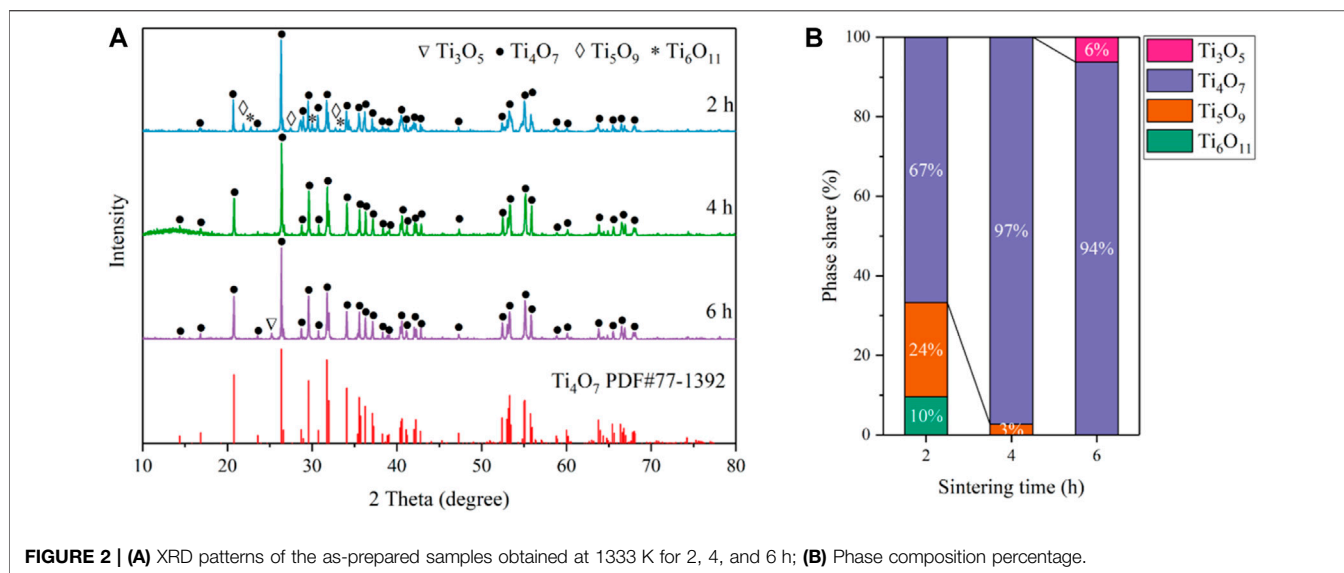 A
▽ Ti₃O₅ ● Ti₄O₇ ◊ Ti₅O₉ * Ti₆O₁₁
2 h
4 h
6 h
Ti₄O₇ PDF#77-1392
Intensity
10 20 30 40 50 60 70 80
2 Theta (degree)
B
100
80
60
40
20
0
Phase share (%)
67%
24%
10%
97%
3%
6%
94%
2 4 6
Sintering time (h)
Ti₃O₅
Ti₄O₇
Ti₅O₉
Ti₆O₁₁
FIGURE 2 | (A) XRD patterns of the as-prepared samples obtained at 1333 K for 2, 4, and 6 h; (B) Phase composition percentage.